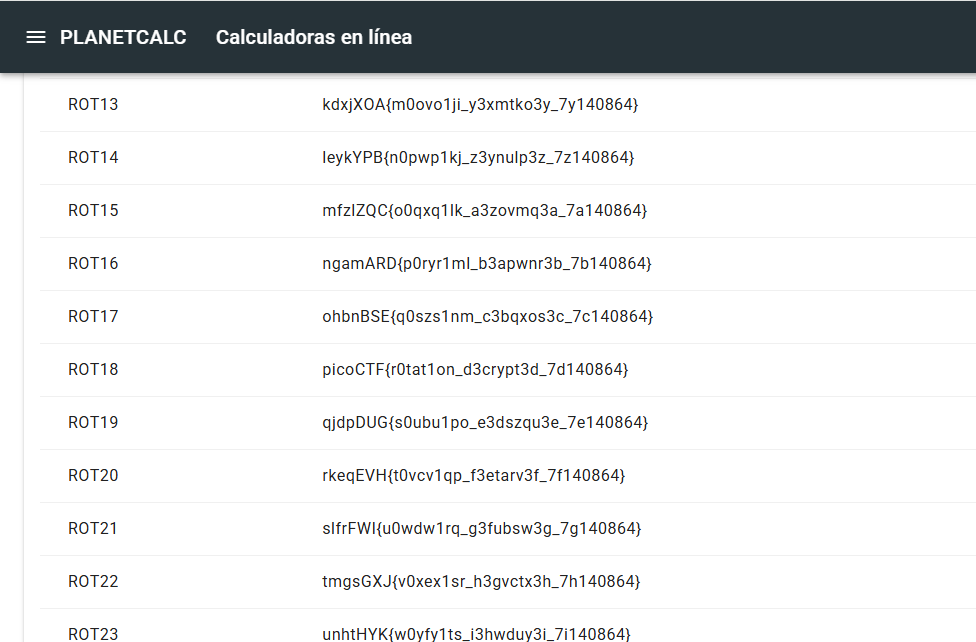 PLANETCALC Calculadoras en línea
ROT13 kdxjXOA{m0ovo1ji_y3xmtko3y_7y140864}
ROT14 leykYPB{n0pwp1kj_z3ynulp3z_7z140864}
ROT15 mfzlZQC{o0qxq1lk_a3zovmq3a_7a140864}
ROT16 ngamARD{p0ryr1ml_b3apwnr3b_7b140864}
ROT17 ohbnBSE{q0szs1nm_c3bqxos3c_7c140864}
ROT18 picoCTF{r0tat1on_d3crypt3d_7d140864}
ROT19 qjdpDUG{s0ubu1po_e3dszqu3e_7e140864}
ROT20 rkeqEVH{t0vcv1qp_f3etarv3f_7f140864}
ROT21 slfrFWI{u0wdw1rq_g3fubsw3g_7g140864}
ROT22 tmgsGXJ{v0xex1sr_h3gvctx3h_7h140864}
ROT23 unhtHYK{w0yfy1ts_i3hwduy3i_7i140864}